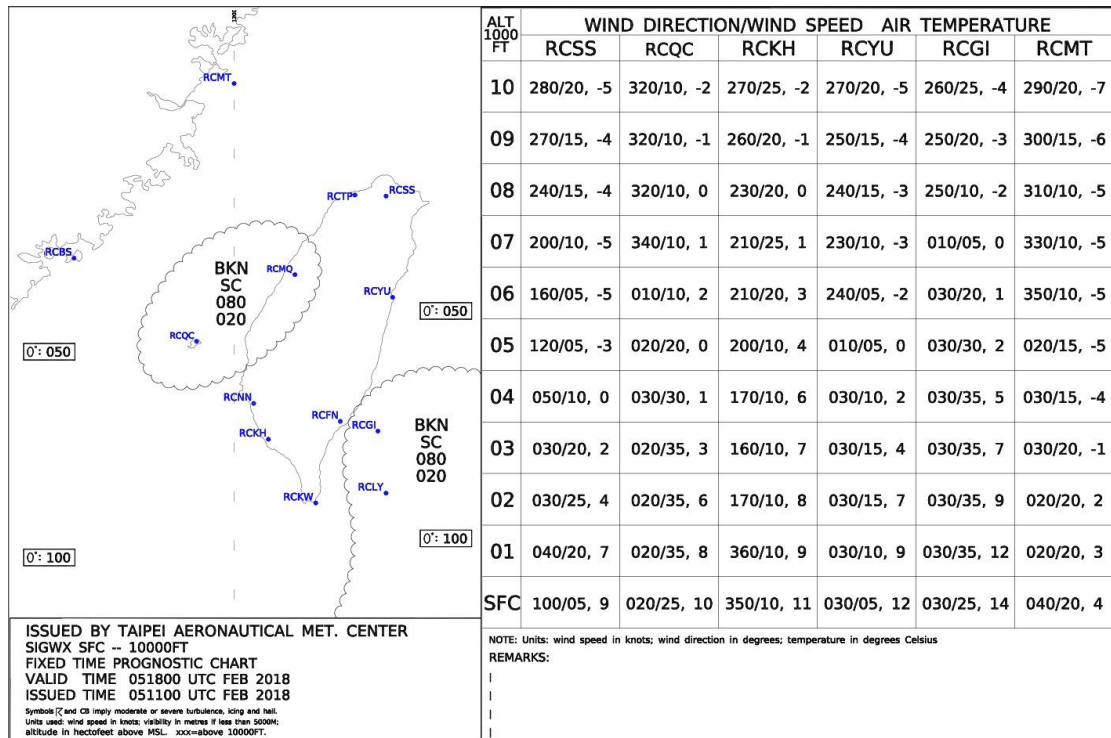 120E
RCMT
RCTP
RCSS
RCBS
BKN
SC
080
020
RCMQ
RCYU
0°: 050
RCQC
0°: 050
RCNN
RCFN
RCGI
RCKH
BKN
SC
080
020
RCLY
RCKW
0°: 100
0°: 100
ISSUED BY TAIPEI AERONAUTICAL MET. CENTER
SIGWX SFC -- 10000FT
FIXED TIME PROGNOSTIC CHART
VALID TIME 051800 UTC FEB 2018
ISSUED TIME 051100 UTC FEB 2018
Symbols and CB imply moderate or severe turbulence, icing and hail.
Units used: wind speed in knots; visibility in metres if less than 5000M;
altitude in hectofeet above MSL. xxx=above 10000FT.
ALT 1000 FT WIND DIRECTION/WIND SPEED AIR TEMPERATURE
RCSS RCQC RCKH RCYU RCGI RCMT
10 280/20, -5 320/10, -2 270/25, -2 270/20, -5 260/25, -4 290/20, -7
09 270/15, -4 320/10, -1 260/20, -1 250/15, -4 250/20, -3 300/15, -6
08 240/15, -4 320/10, 0 230/20, 0 240/15, -3 250/10, -2 310/10, -5
07 200/10, -5 340/10, 1 210/25, 1 230/10, -3 010/05, 0 330/10, -5
06 160/05, -5 010/10, 2 210/20, 3 240/05, -2 030/20, 1 350/10, -5
05 120/05, -3 020/20, 0 200/10, 4 010/05, 0 030/30, 2 020/15, -5
04 050/10, 0 030/30, 1 170/10, 6 030/10, 2 030/35, 5 030/15, -4
03 030/20, 2 020/35, 3 160/10, 7 030/15, 4 030/35, 7 030/20, -1
02 030/25, 4 020/35, 6 170/10, 8 030/15, 7 030/35, 9 020/20, 2
01 040/20, 7 020/35, 8 360/10, 9 030/10, 9 030/35, 12 020/20, 3
SFC 100/05, 9 020/25, 10 350/10, 11 030/05, 12 030/25, 14 040/20, 4
NOTE: Units: wind speed in knots; wind direction in degrees; temperature in degrees Celsius
REMARKS: